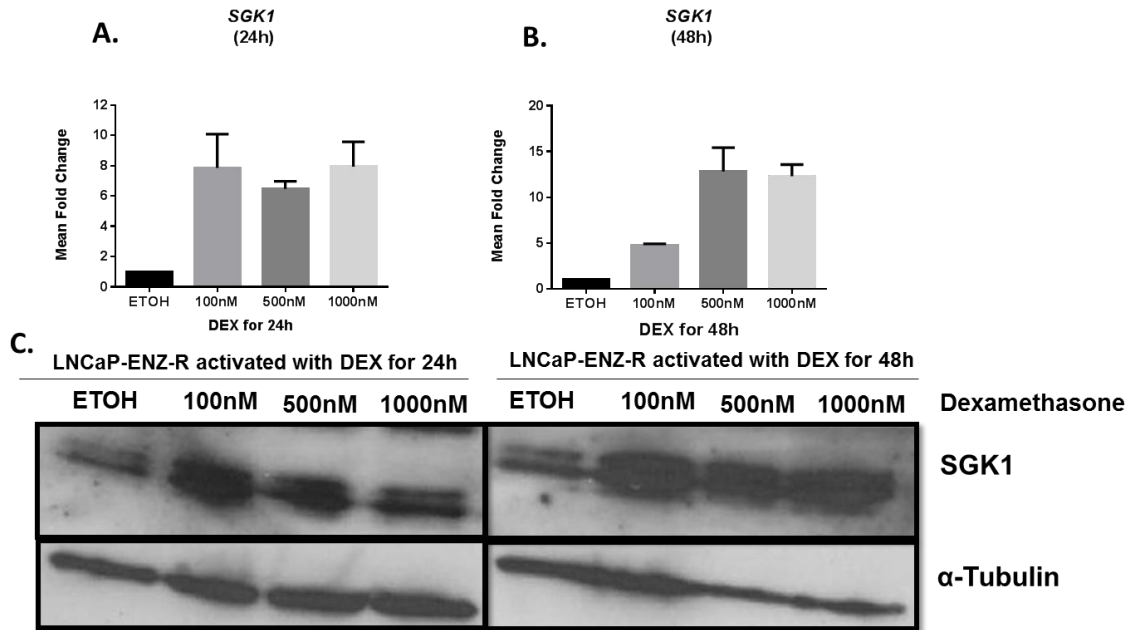 A.
SGK1
(24h)
B.
SGK1
(48h)
Mean Fold Change
12
10
8
6
4
2
0
ETOH 100nM 500nM 1000nM
DEX for 24h
Mean Fold Change
20
15
10
5
0
ETOH 100nM 500nM 1000nM
DEX for 48h
C.
LNCaP-ENZ-R activated with DEX for 24h
LNCaP-ENZ-R activated with DEX for 48h
ETOH 100nM 500nM 1000nM
ETOH 100nM 500nM 1000nM
Dexamethasone
SGK1
α-Tubulin